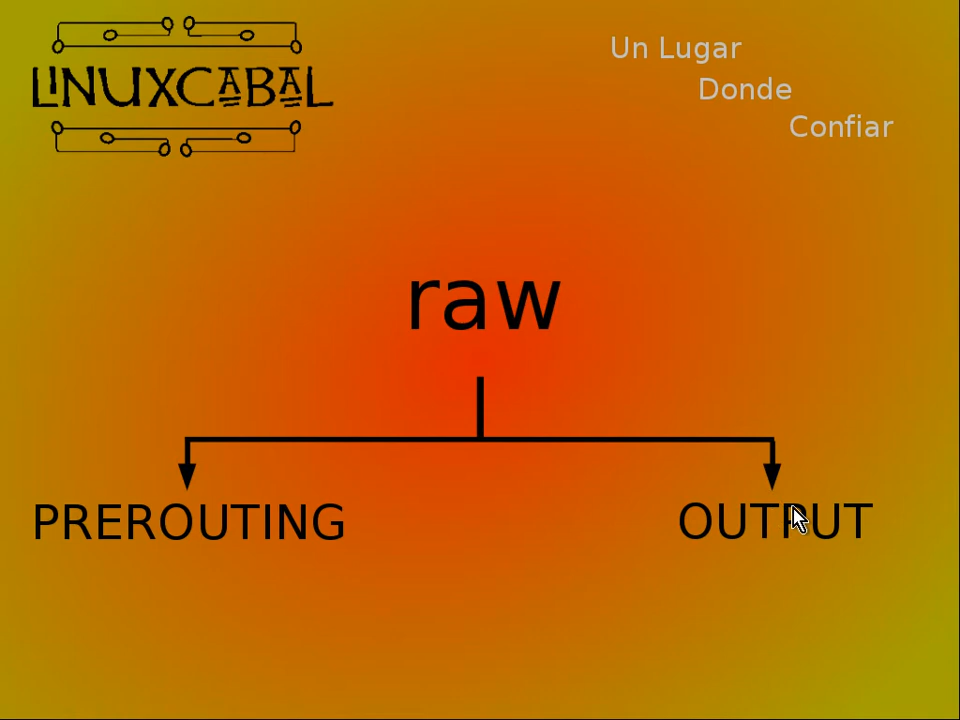 LINUXCABAL
Un Lugar
Donde
Confiar
raw
PREROUTING
OUTPUT